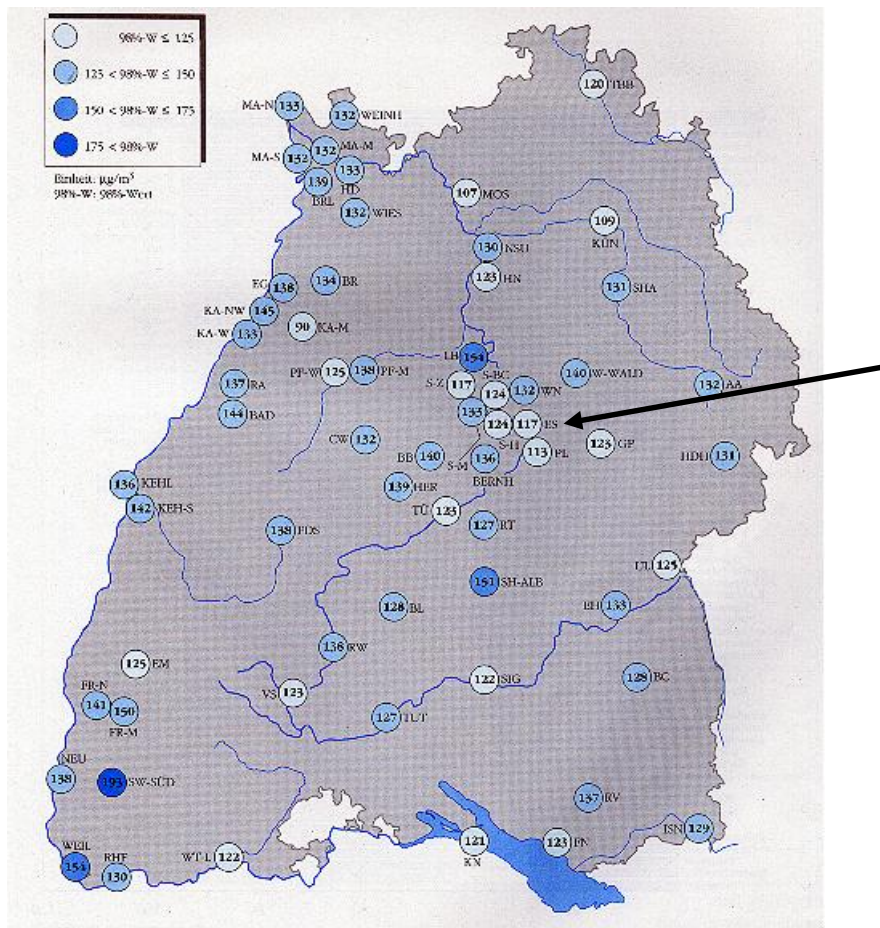 98%-W ≤ 125
125 < 98%-W ≤ 150
150 < 98%-W ≤ 175
175 < 98%-W
Einheit: µg/m³
98%-W: 98%-Wert
120 TBB
MA-N 133
132 WEINH
132 MA-M
MA-S 132
133
HD
139
BRL
132 WIES
107 MOS
109
KÜN
130 NSU
123 HN
134 BR
EG 138
131 SHA
KA-NW 145
90 KA-M
KA-W 133
LB 154
PF-W 125
138 PF-M
140 W-WALD
S-Z 117
S-BC
124
132 WN
137 RA
132 AA
144 BAD
133
124
117 ES
S-H
CW 132
123 GP
113 PL
BB 140
S-M
136
BERNH
HDH 131
136 KEHL
139 HER
142 KEH-S
TÜ 123
127 RT
138 FDS
UL 125
151 SH-ALB
128 BL
EH 133
136 RW
125 EM
122 SIG
128 BC
VS 123
FR-N
141
150
FR-M
127 TUT
NEU
138
193 SW-SÜD
137 RV
ISN 129
121
KN
123 FN
WT-L 122
WEIL
154
RHF
130